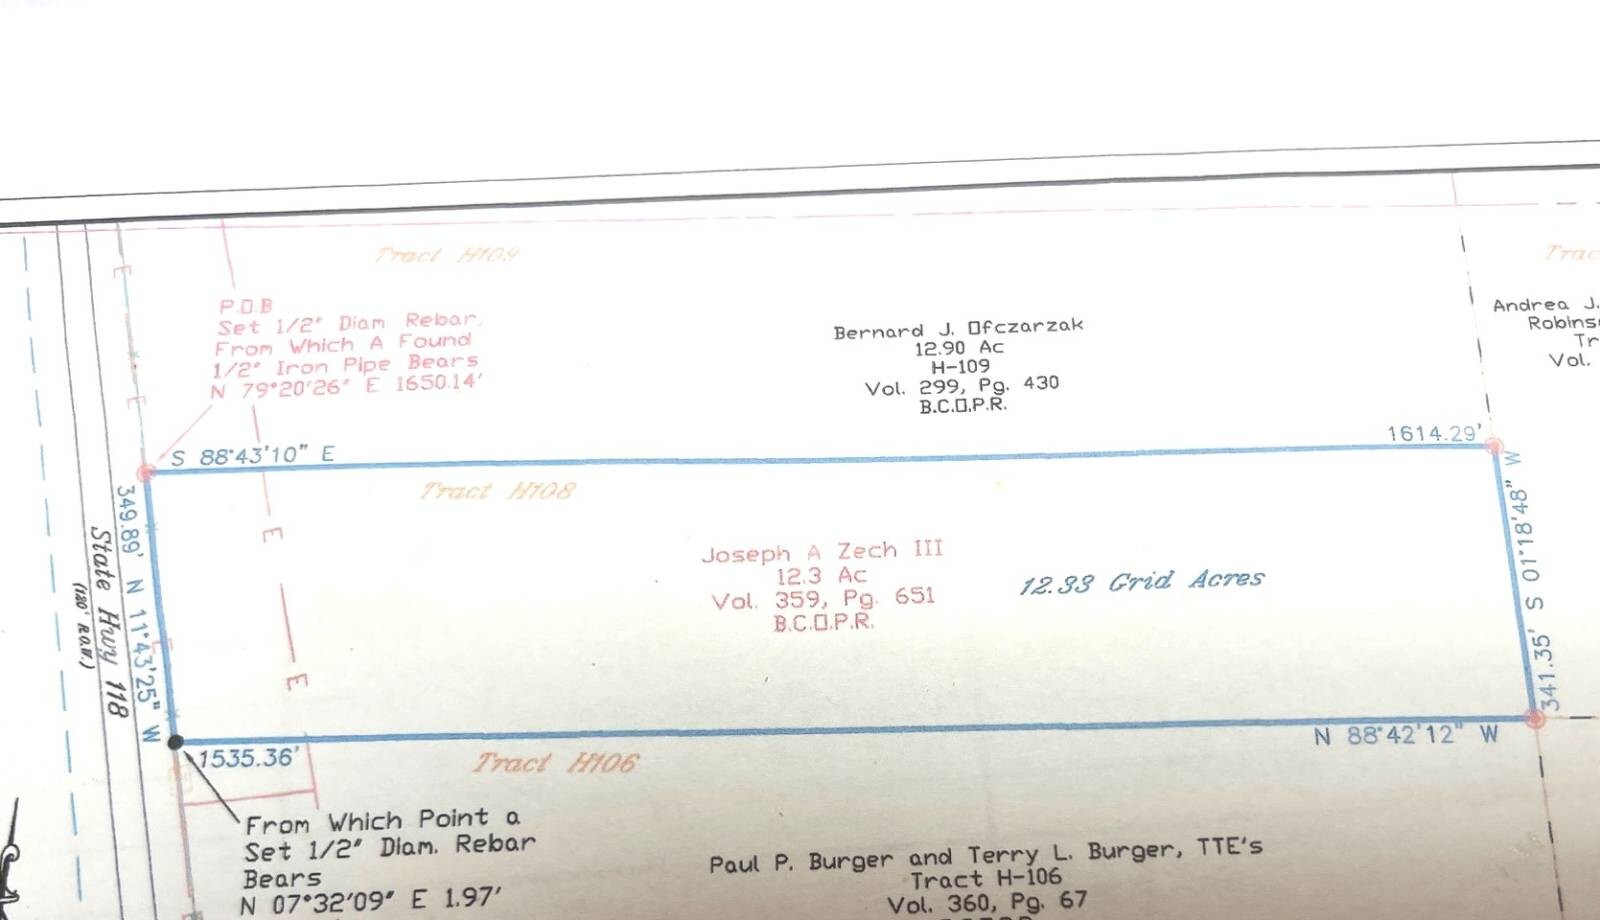 Tract H109
P.O.B
Set 1/2" Diam. Rebar,
From Which A Found
1/2" Iron Pipe Bears
N 79°20'26" E 1650.14'
Bernard J. Ofczarzak
12.90 Ac
H-109
Vol. 299, Pg. 430
B.C.O.P.R.
Andrea J.
Tr
Vol.
S 88°43'10" E
1614.29'
Tract H108
E
E
E
E
E
349.89' N 11°43'25" W
State Hwy 118
(120' R.O.W.)
Joseph A Zech III
12.3 Ac
Vol. 359, Pg. 651
B.C.O.P.R.
12.33 Grid Acres
341.35' S 01°18'48" W
1535.36'
N 88°42'12" W
Tract H106
From Which Point a
Set 1/2" Diam. Rebar
Bears
N 07°32'09" E 1.97'
Paul P. Burger and Terry L. Burger, TTE's
Tract H-106
Vol. 360, Pg. 67